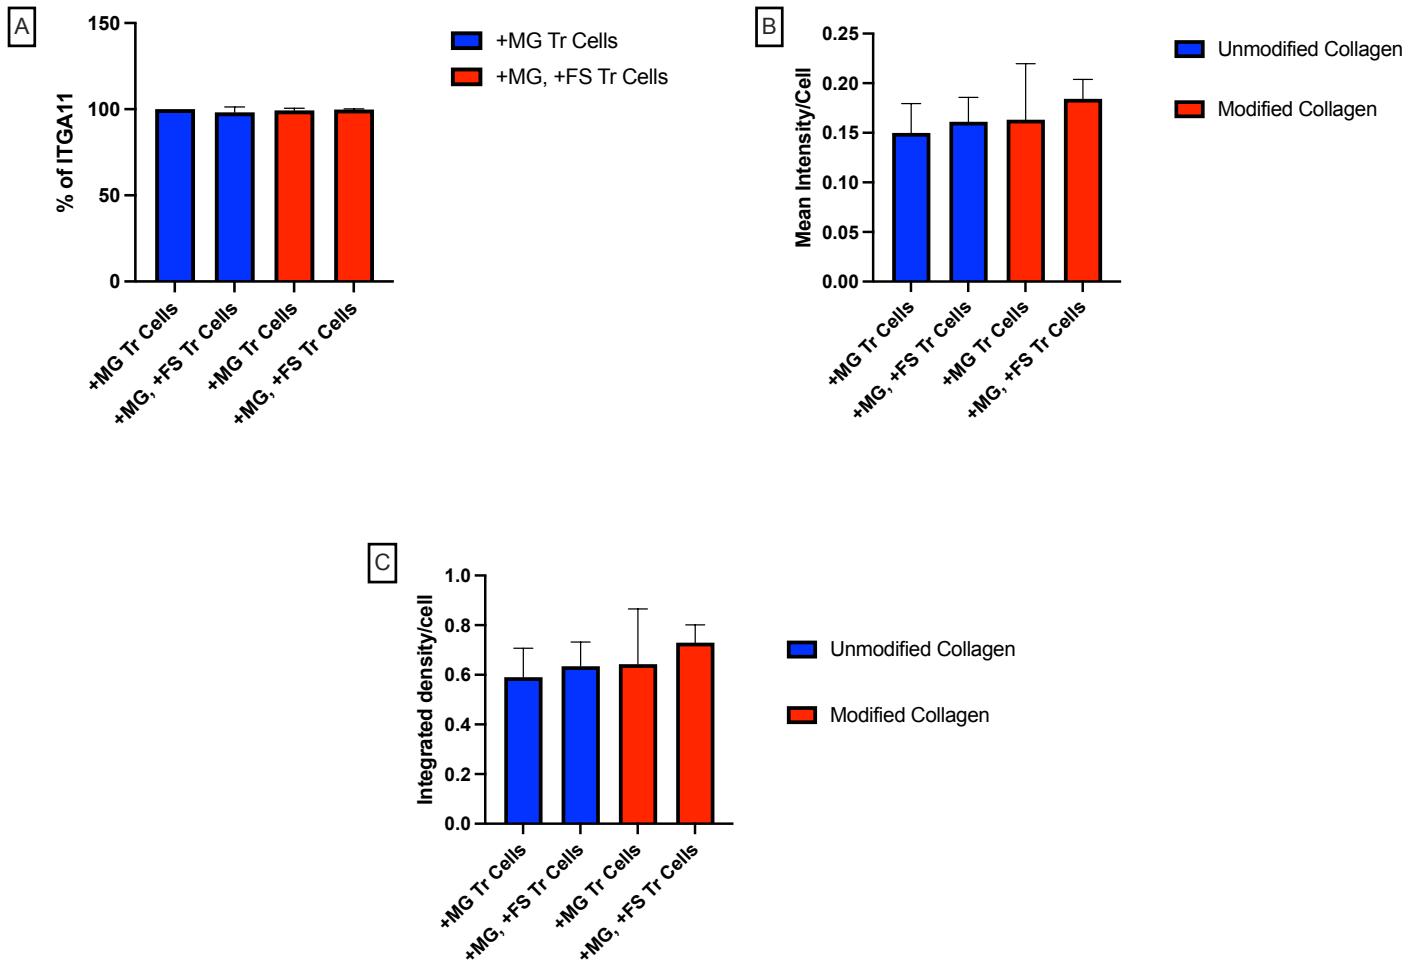 A
150
100
50
0
% of ITGA11
+MG Tr Cells
+MG, +FS Tr Cells
+MG Tr Cells
+MG, +FS Tr Cells
+MG Tr Cells
+MG, +FS Tr Cells
B
0.25
0.20
0.15
0.10
0.05
0.00
Mean Intensity/Cell
+MG Tr Cells
+MG, +FS Tr Cells
+MG Tr Cells
+MG, +FS Tr Cells
Unmodified Collagen
Modified Collagen
C
1.0
0.8
0.6
0.4
0.2
0.0
Integrated density/cell
+MG Tr Cells
+MG, +FS Tr Cells
+MG Tr Cells
+MG, +FS Tr Cells
Unmodified Collagen
Modified Collagen